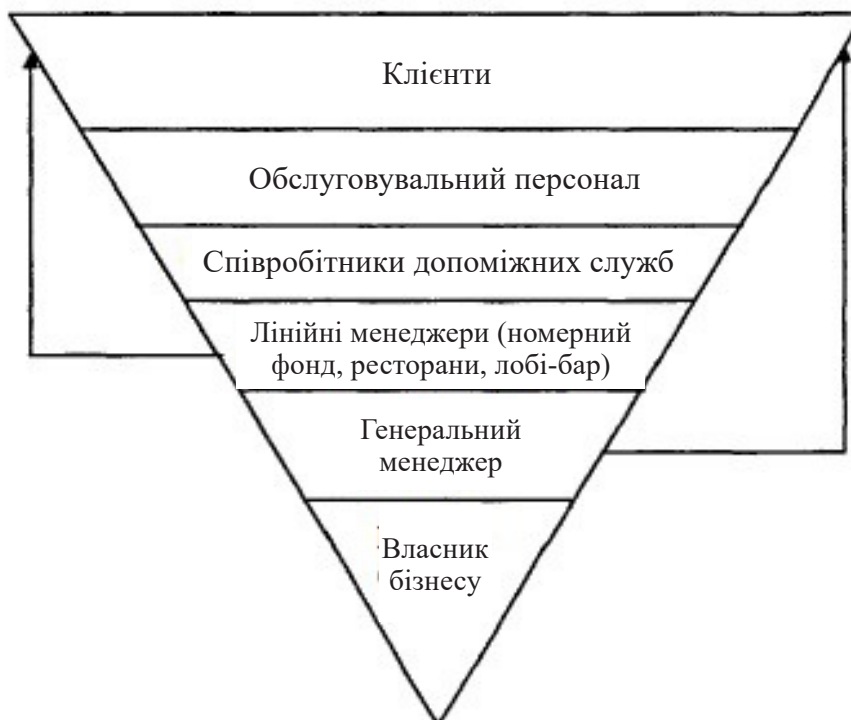 Клієнти
Обслуговувальний персонал
Співробітники допоміжних служб
Лінійні менеджери (номерний
фонд, ресторани, лобі-бар)
Генеральний
менеджер
Власник
бізнесу